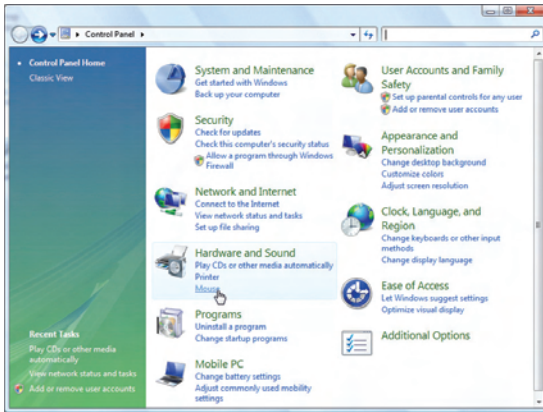 Control Panel
Control Panel Home
Classic View
System and Maintenance
Get started with Windows
Back up your computer
Security
Check for updates
Check this computer's security status
Allow a program through Windows
Firewall
Network and Internet
Connect to the Internet
View network status and tasks
Set up file sharing
Hardware and Sound
Play CDs or other media automatically
Printer
Mouse
Programs
Uninstall a program
Change startup programs
Mobile PC
Change battery settings
Adjust commonly used mobility
settings
User Accounts and Family
Safety
Set up parental controls for any user
Add or remove user accounts
Appearance and
Personalization
Change desktop background
Customize colors
Adjust screen resolution
Clock, Language, and
Region
Change keyboards or other input
methods
Change display language
Ease of Access
Let Windows suggest settings
Optimize visual display
Additional Options
Recent Tasks
Play CDs or other media
automatically
View network status and tasks
Add or remove user accounts